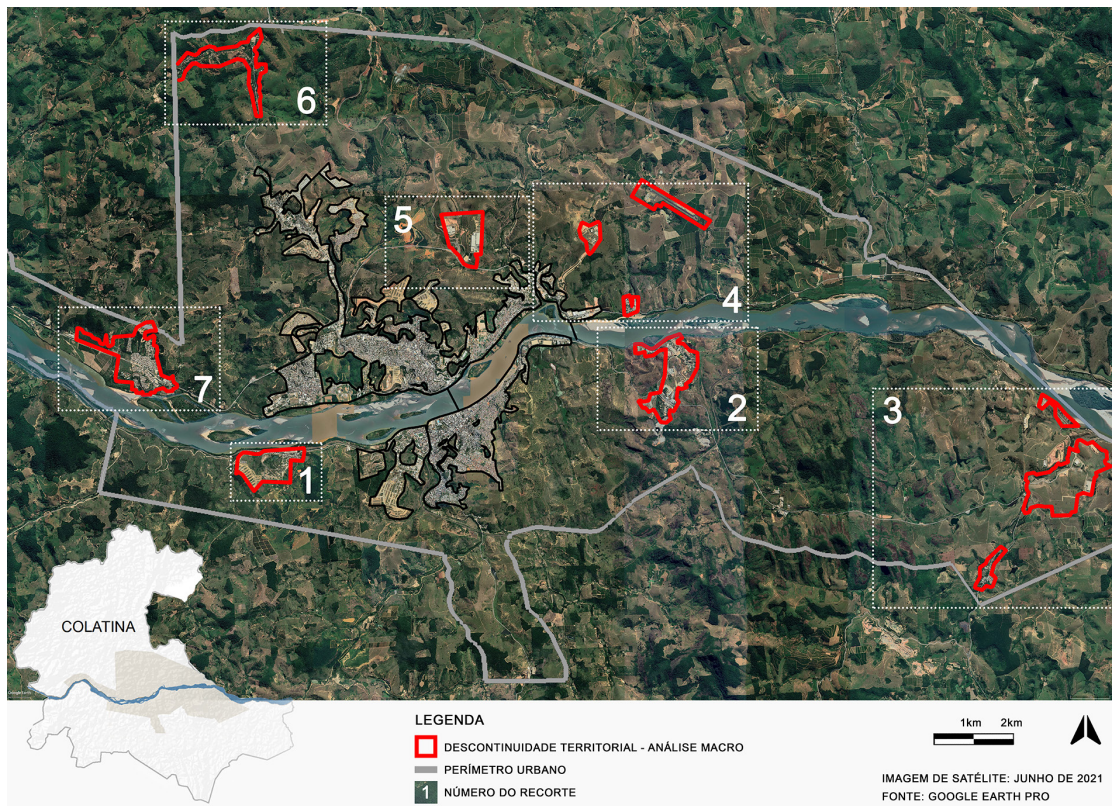 6
5
4
7
2
3
1
COLATINA
LEGENDA
DESCONTINUIDADE TERRITORIAL - ANÁLISE MACRO
PERÍMETRO URBANO
1 NÚMERO DO RECORTE
1km 2km
IMAGEM DE SATÉLITE: JUNHO DE 2021
FONTE: GOOGLE EARTH PRO